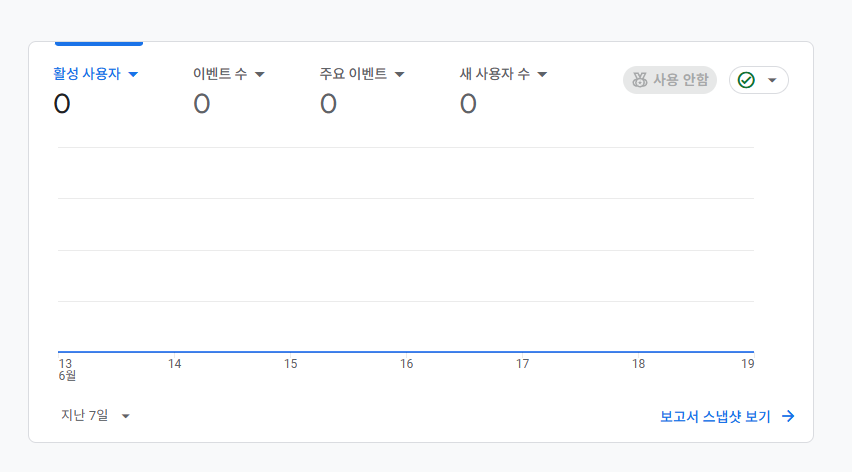 활성 사용자 이벤트 수 주요 이벤트 새 사용자 수 사용 안함
0 0 0 0
13 14 15 16 17 18 19
6월
지난 7일 보고서 스냅샷 보기